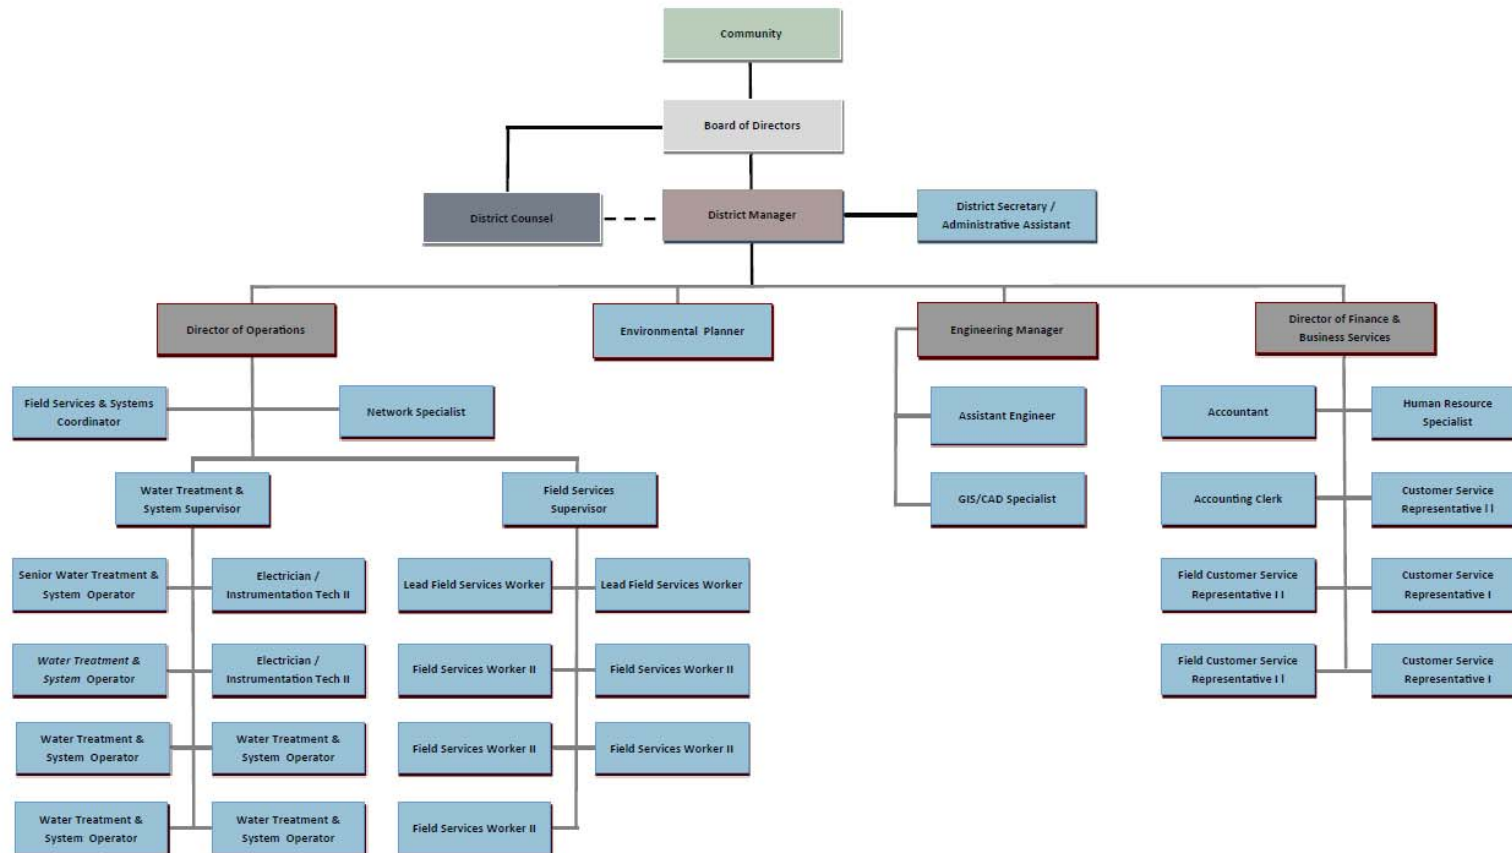 Community
Board of Directors
District Counsel
District Manager
District Secretary /
Administrative Assistant
Director of Operations
Environmental Planner
Engineering Manager
Director of Finance &
Business Services
Field Services & Systems
Coordinator
Network Specialist
Assistant Engineer
Accountant
Human Resource
Specialist
Water Treatment &
System Supervisor
Field Services
Supervisor
GIS/CAD Specialist
Accounting Clerk
Customer Service
Representative l l
Senior Water Treatment &
System Operator
Electrician /
Instrumentation Tech II
Lead Field Services Worker
Lead Field Services Worker
Field Customer Service
Representative I I
Customer Service
Representative I
Water Treatment &
System Operator
Electrician /
Instrumentation Tech II
Field Services Worker II
Field Services Worker II
Field Customer Service
Representative I l
Customer Service
Representative I
Water Treatment &
System Operator
Water Treatment &
System Operator
Field Services Worker II
Field Services Worker II
Water Treatment &
System Operator
Water Treatment &
System Operator
Field Services Worker II